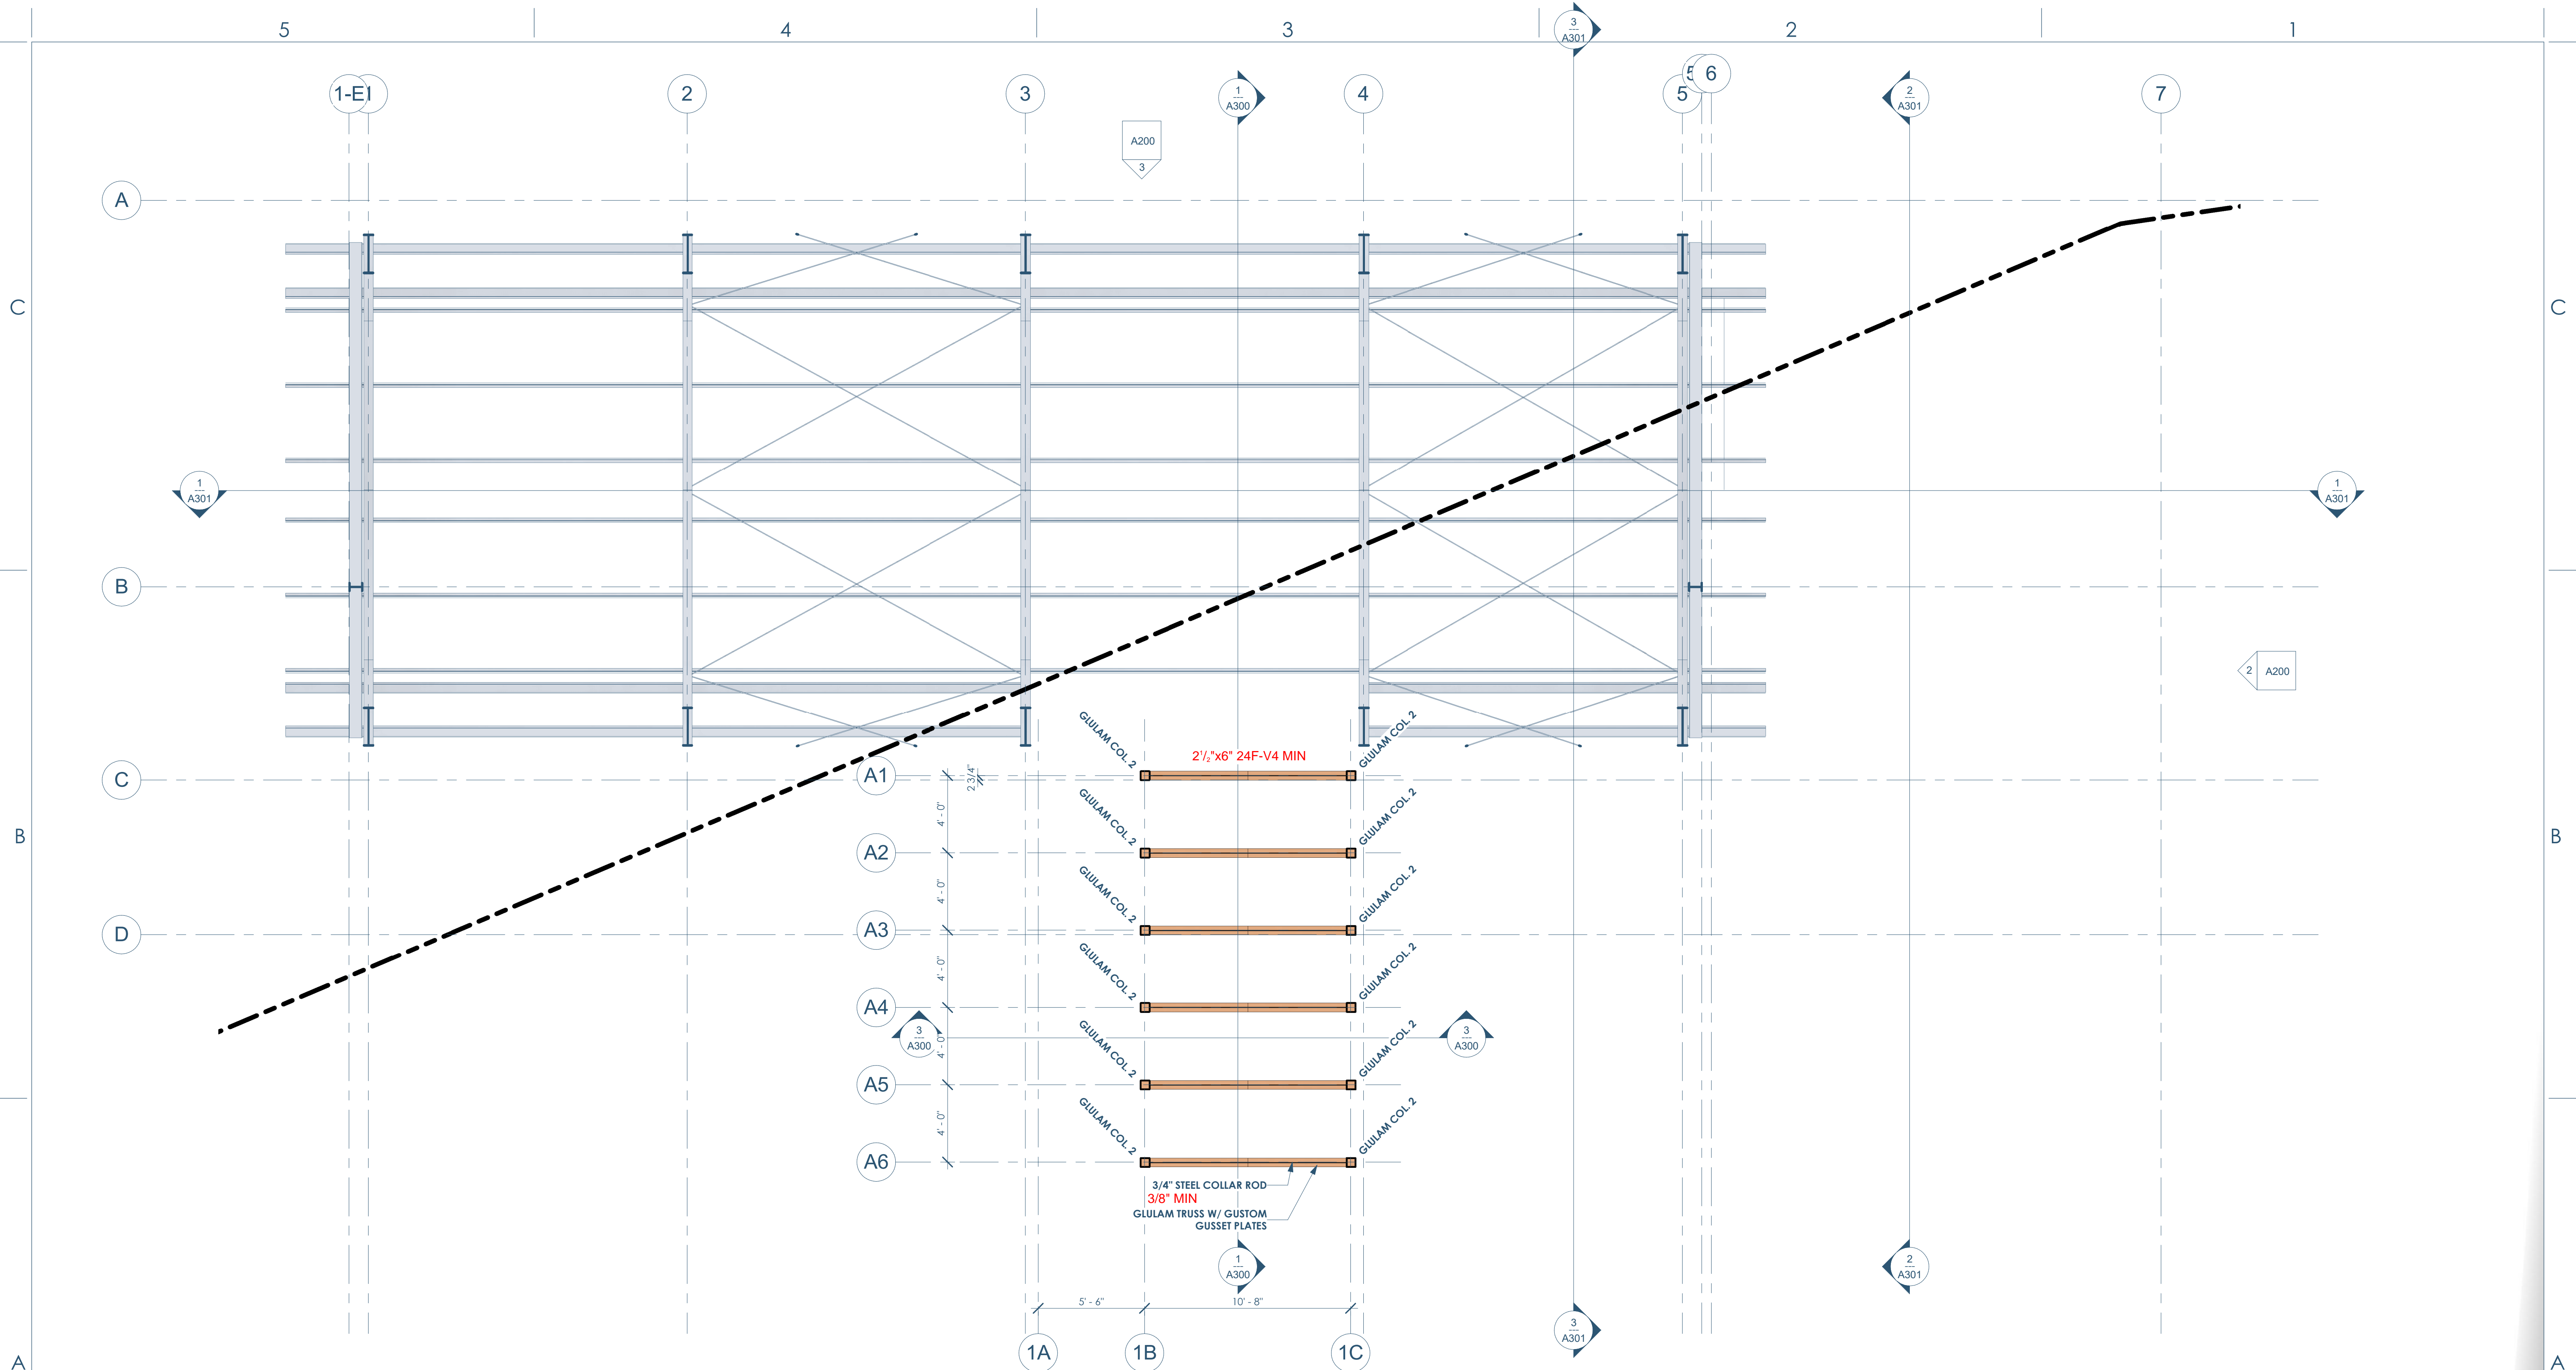 5 4 3 2 1
3
A301
1-E 1 2 3 4 5 5 6 7
1
A300
2
A301
A200
3
A
C C
1
A301
1
A301
B
2 A200
GLULAM COL. 2 GLULAM COL. 2
2 1/2"x6" 24F-V4 MIN
C
A1
2 3/4"
4' - 0"
GLULAM COL. 2 GLULAM COL. 2
B B
A2
4' - 0"
GLULAM COL. 2 GLULAM COL. 2
D
A3
4' - 0"
GLULAM COL. 2 GLULAM COL. 2
A4
3
A300
4' - 0"
3
A300
GLULAM COL. 2 GLULAM COL. 2
A5
4' - 0"
GLULAM COL. 2 GLULAM COL. 2
A6
3/4" STEEL COLLAR ROD
3/8" MIN
GLULAM TRUSS W/ GUSTOM
GUSSET PLATES
1
A300
2
A301
5' - 6" 10' - 8"
3
A301
1A 1B 1C
A A